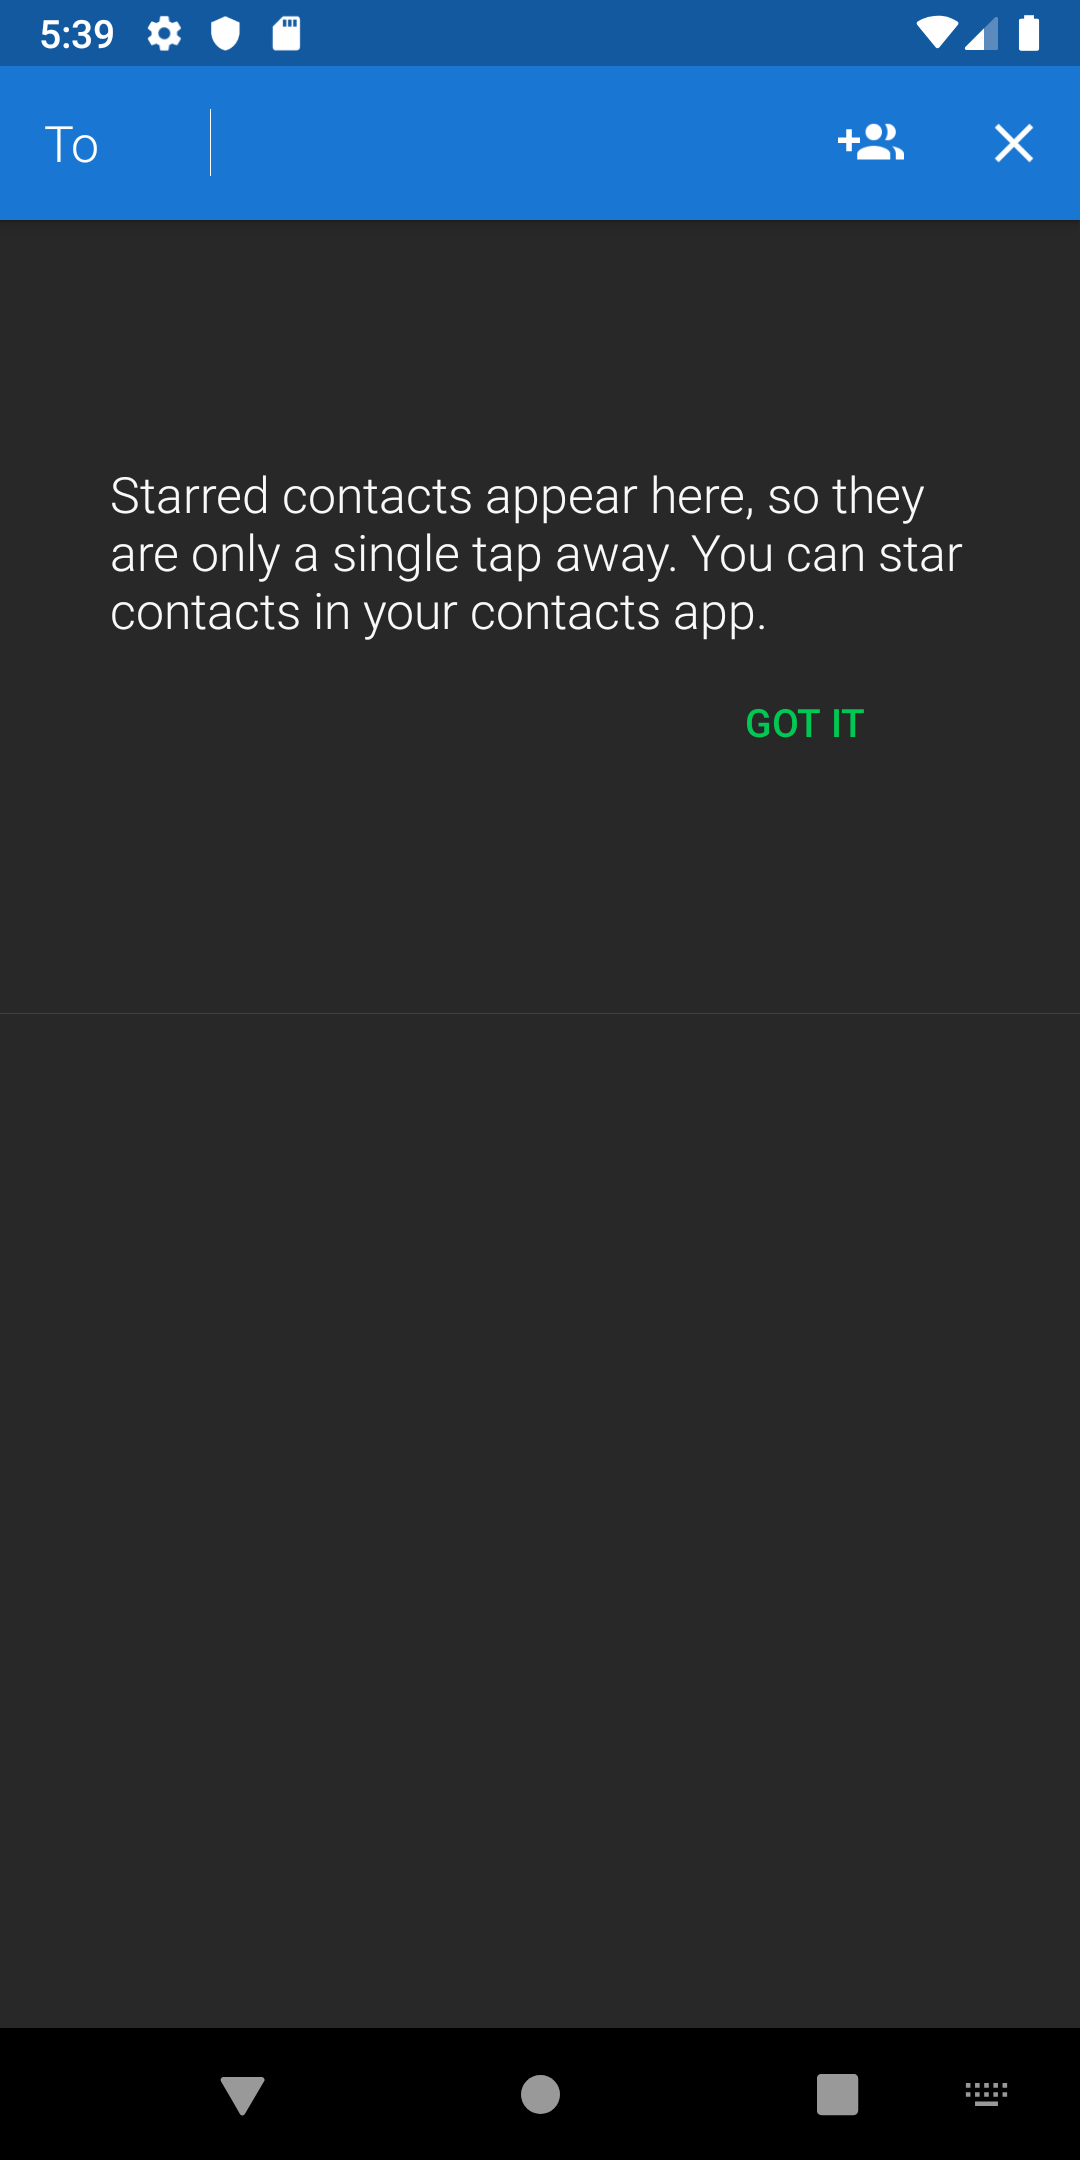 5:39
To
Starred contacts appear here, so they
are only a single tap away. You can star
contacts in your contacts app.
GOT IT